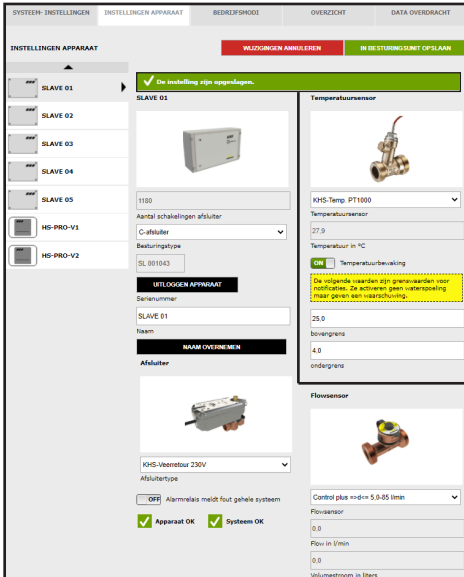 SYSTEEM- INSTELLINGEN
INSTELLINGEN APPARAAT
BEDRIJFSMODI
OVERZICHT
DATA OVERDRACHT
INSTELLINGEN APPARAAT
WIJZIGINGEN ANNULEREN
IN BESTURINGSUNIT OPSLAAN
SLAVE 01
SLAVE 02
SLAVE 03
SLAVE 04
SLAVE 05
HS-PRO-V1
HS-PRO-V2
De instelling zijn opgeslagen.
SLAVE 01
1180
Aantal schakelingen afsluiter
C-afsluiter
Besturingstype
SL 001043
UITLOGGEN APPARAAT
Serienummer
SLAVE 01
Naam
NAAM OVERNEMEN
Afsluiter
KHS-Veerretour 230V
Afsluitertype
OFF Alarmrelais meldt fout gehele systeem
Apparaat OK
Systeem OK
Temperatuursensor
KHS-Temp. PT1000
Temperatuursensor
27,9
Temperatuur in °C
ON Temperatuurbewaking
De volgende waarden zijn grenswaarden voor
notificaties. Ze activeren geen waterspoeling
maar geven een waarschuwing.
25,0
bovengrens
4,0
ondergrens
Flowsensor
Control plus =>d<= 5,0-85 l/min
Flowsensor
0,0
Flow in l/min
0,0
Volumestroom in liters